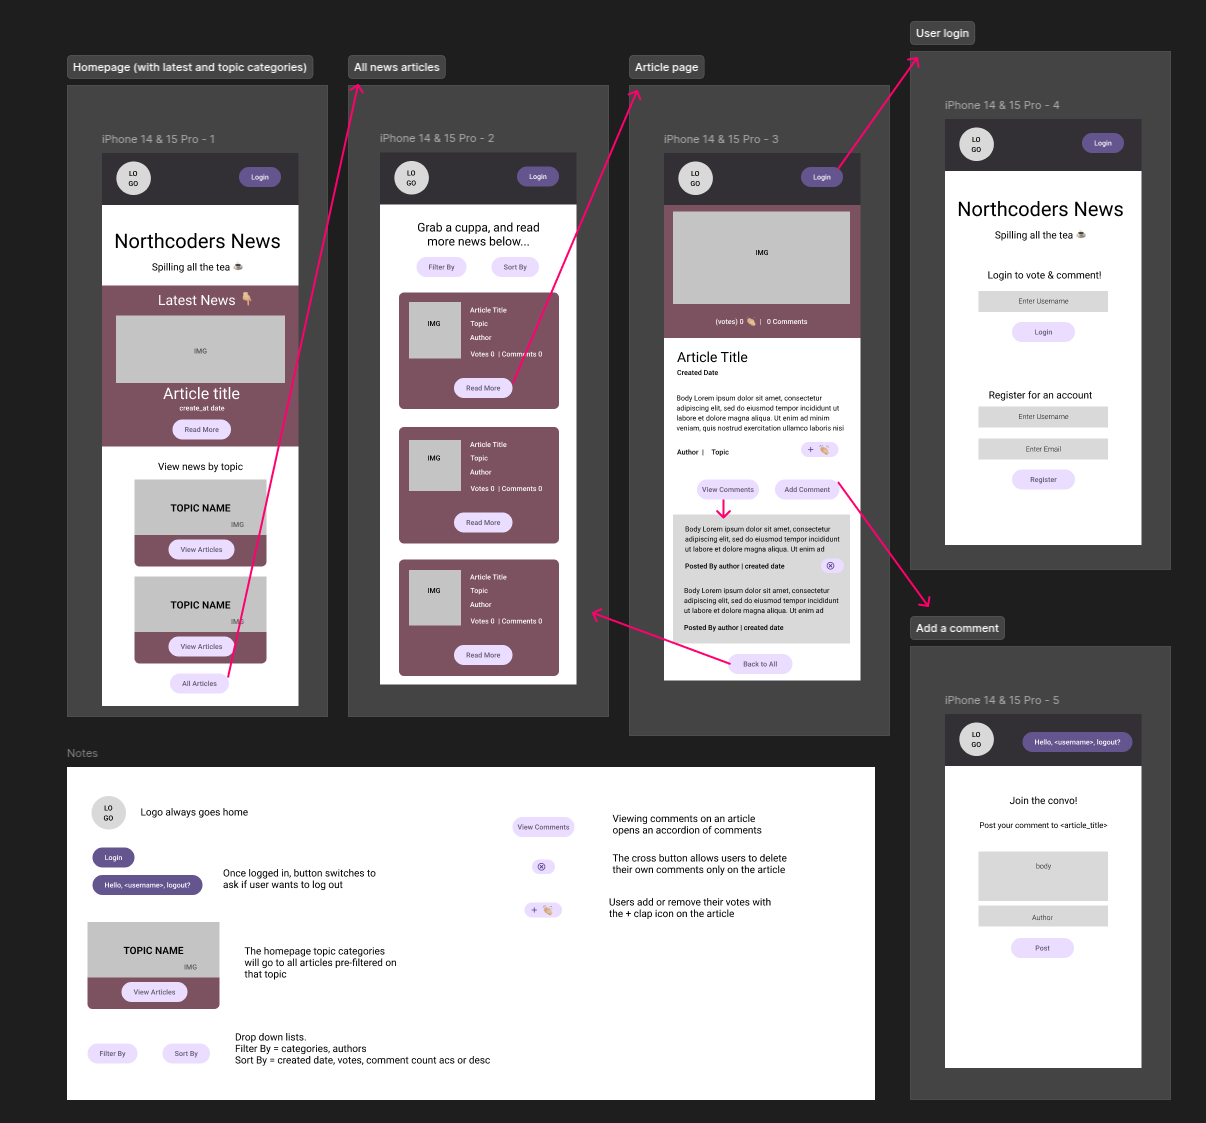 Homepage (with latest and topic categories)
iPhone 14 & 15 Pro - 1
LO
GO
Login
Northcoders News
Spilling all the tea ☕
Latest News 👇🏼
IMG
Article title
create_at date
Read More
View news by topic
TOPIC NAME
IMG
View Articles
TOPIC NAME
IMG
View Articles
All Articles
All news articles
iPhone 14 & 15 Pro - 2
LO
GO
Login
Grab a cuppa, and read
more news below...
Filter By
Sort By
IMG
Article Title
Topic
Author
Votes 0 | Comments 0
Read More
IMG
Article Title
Topic
Author
Votes 0 | Comments 0
Read More
IMG
Article Title
Topic
Author
Votes 0 | Comments 0
Read More
Article page
iPhone 14 & 15 Pro - 3
LO
GO
Login
IMG
(votes) 0 👏🏼 | 0 Comments
Article Title
Created Date
Body Lorem ipsum dolor sit amet, consectetur
adipiscing elit, sed do eiusmod tempor incididunt ut
labore et dolore magna aliqua. Ut enim ad minim
veniam, quis nostrud exercitation ullamco laboris nisi
Author | Topic
+ 👏🏼
View Comments
Add Comment
Body Lorem ipsum dolor sit amet, consectetur
adipiscing elit, sed do eiusmod tempor incididunt
ut labore et dolore magna aliqua. Ut enim ad
Posted By author | created date
Body Lorem ipsum dolor sit amet, consectetur
adipiscing elit, sed do eiusmod tempor incididunt
ut labore et dolore magna aliqua. Ut enim ad
Posted By author | created date
Back to All
User login
iPhone 14 & 15 Pro - 4
LO
GO
Login
Northcoders News
Spilling all the tea ☕
Login to vote & comment!
Enter Username
Login
Register for an account
Enter Username
Enter Email
Register
Add a comment
iPhone 14 & 15 Pro - 5
LO
GO
Hello, <username>, logout?
Join the convo!
Post your comment to <article_title>
body
Author
Post
Notes
LO
GO
Logo always goes home
Login
Hello, <username>, logout?
Once logged in, button switches to
ask if user wants to log out
TOPIC NAME
IMG
View Articles
The homepage topic categories
will go to all articles pre-filtered on
that topic
Filter By
Sort By
Drop down lists.
Filter By = categories, authors
Sort By = created date, votes, comment count acs or desc
View Comments
Viewing comments on an article
opens an accordion of comments
The cross button allows users to delete
their own comments only on the article
+ 👏🏼
Users add or remove their votes with
the + clap icon on the article